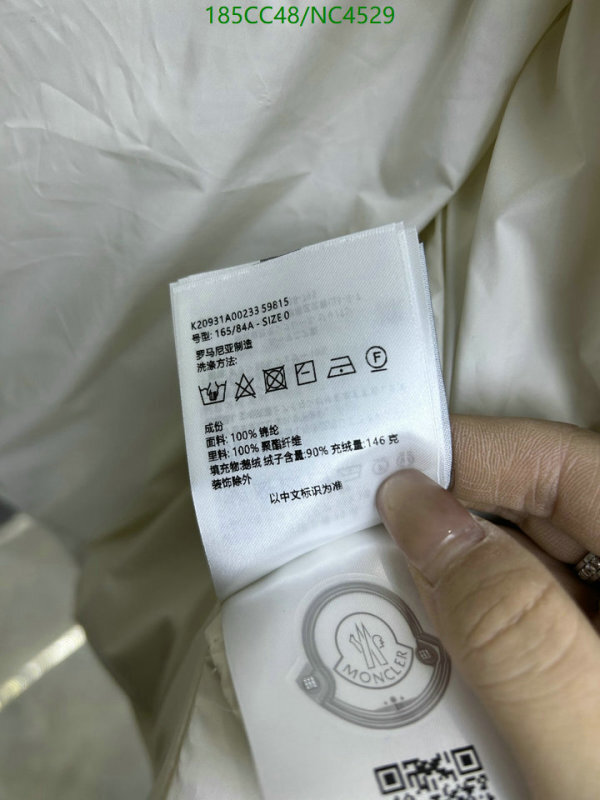 185CC48/NC4529
K20931A00233 59815
号型: 165/84A - SIZE 0
罗马尼亚制造
洗涤方法:
F
成份
面料: 100% 锦纶
里料: 100% 聚酯纤维
填充物:鹅绒 绒子含量:90% 充绒量:146 克
装饰除外
以中文标识为准
MONCLER